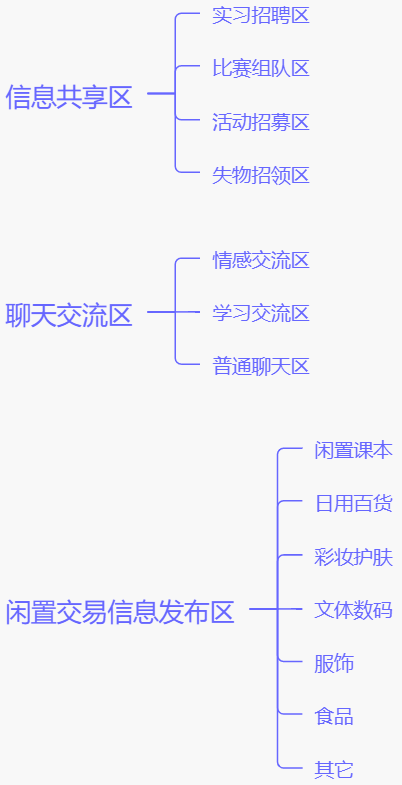 信息共享区
实习招聘区
比赛组队区
活动招募区
失物招领区
聊天交流区
情感交流区
学习交流区
普通聊天区
闲置交易信息发布区
闲置课本
日用百货
彩妆护肤
文体数码
服饰
食品
其它